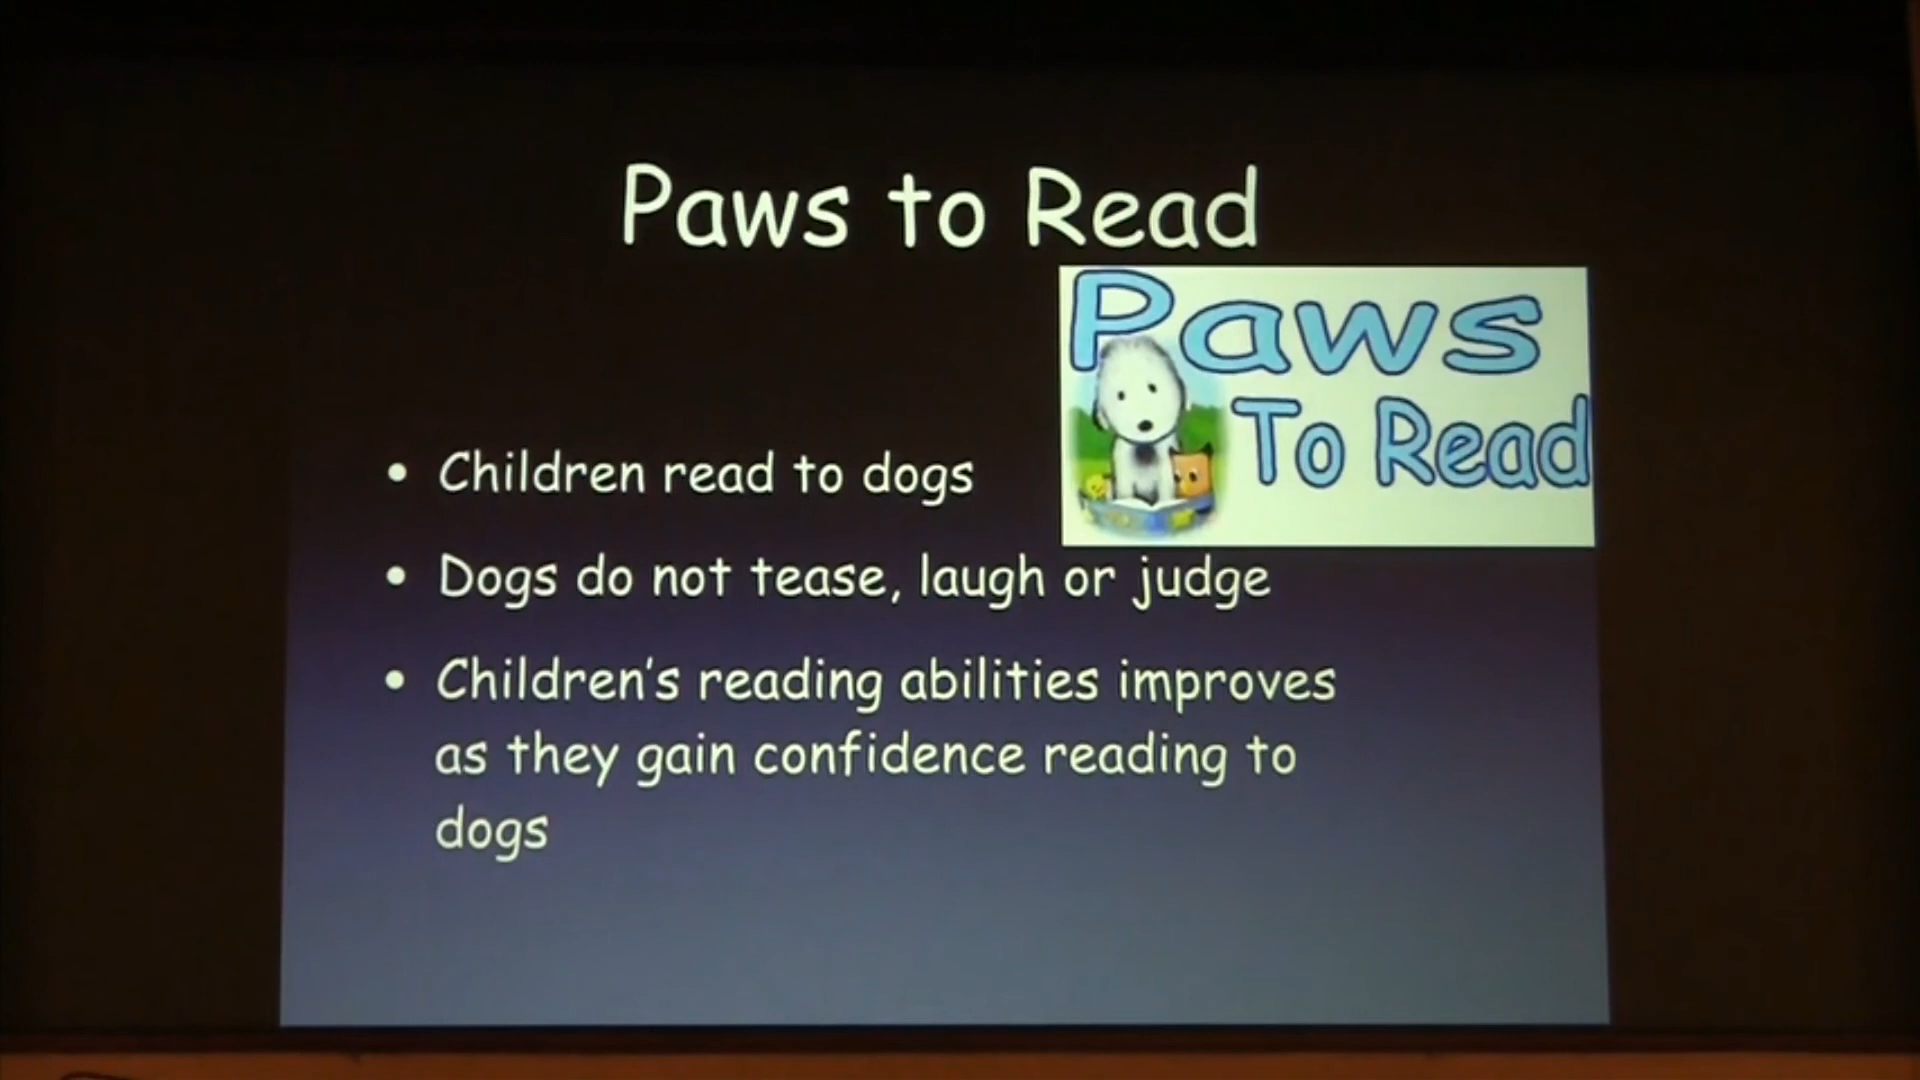 Paws to Read
Paws
To Read
• Children read to dogs
• Dogs do not tease, laugh or judge
• Children's reading abilities improves
as they gain confidence reading to
dogs